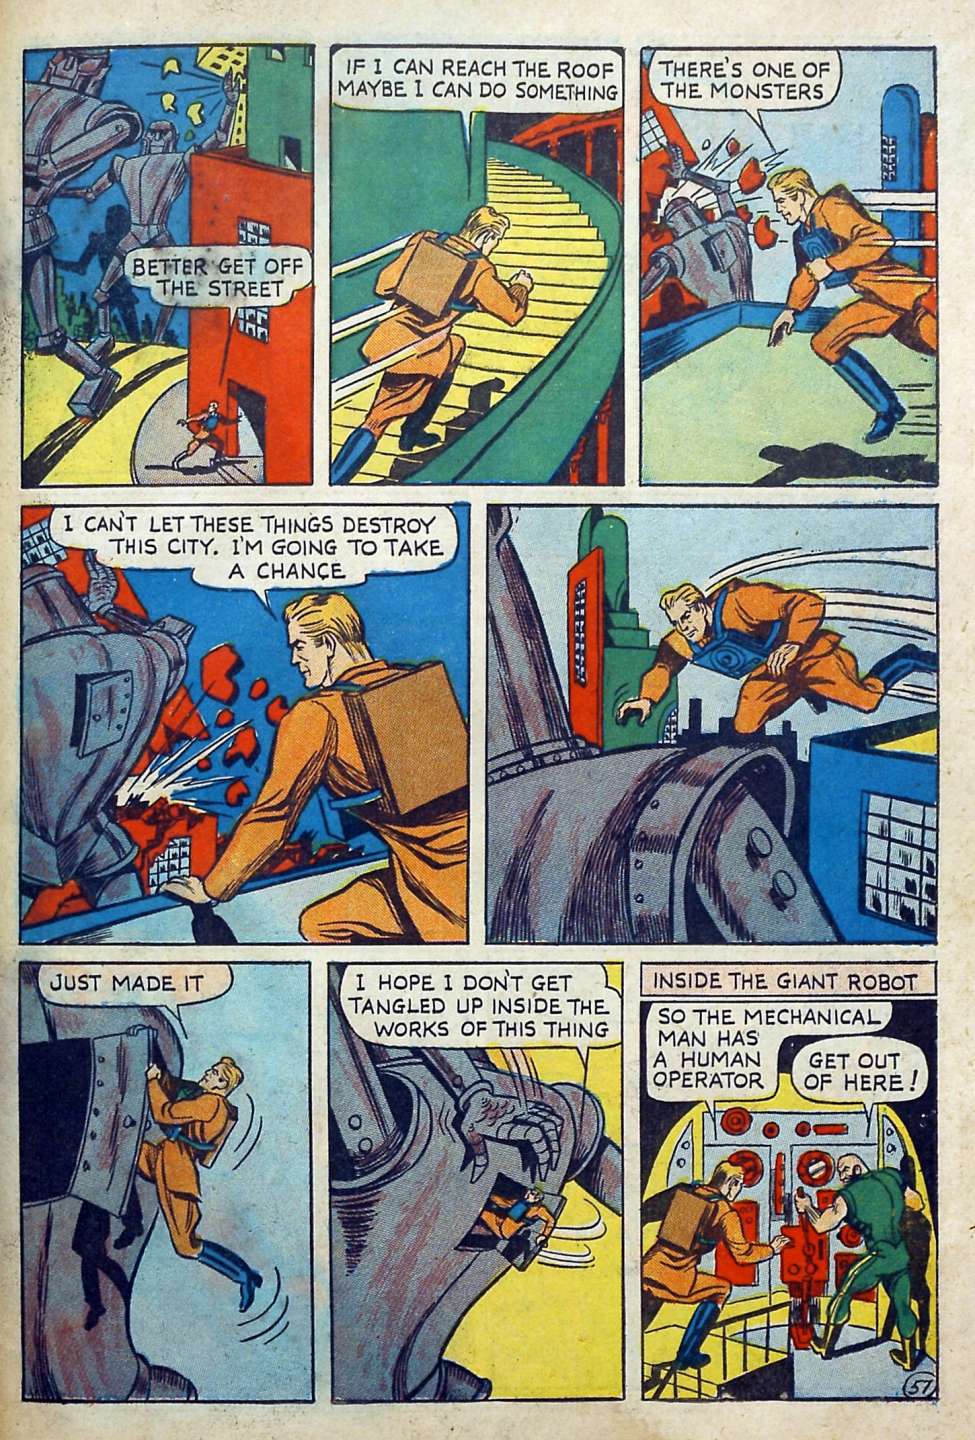 BETTER GET OFF
THE STREET
IF I CAN REACH THE ROOF
MAYBE I CAN DO SOMETHING
THERE'S ONE OF
THE MONSTERS
I CAN'T LET THESE THINGS DESTROY
THIS CITY. I'M GOING TO TAKE
A CHANCE
JUST MADE IT
I HOPE I DON'T GET
TANGLED UP INSIDE THE
WORKS OF THIS THING
INSIDE THE GIANT ROBOT
SO THE MECHANICAL
MAN HAS
A HUMAN
OPERATOR
GET OUT
OF HERE!
57